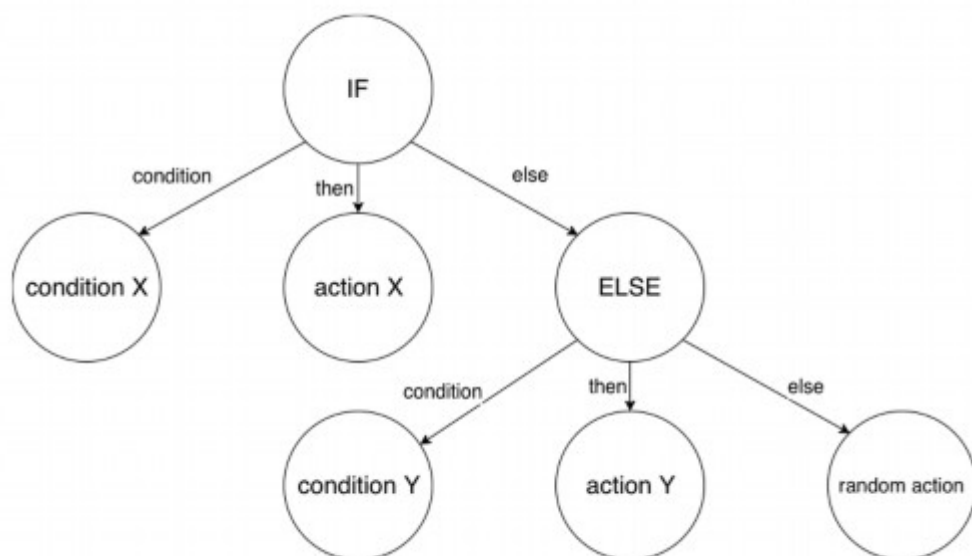 IF
condition
then
else
condition X
action X
ELSE
condition
then
else
condition Y
action Y
random action